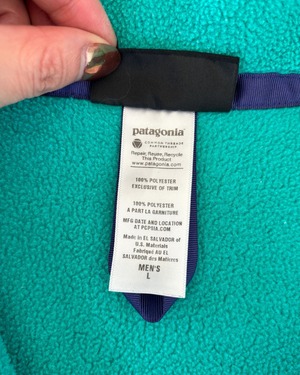 patagonia®
COMMON THREADS
PARTNERSHIP
Repair, Reuse, Recycle
This Product
www.patagonia.com
100% POLYESTER
EXCLUSIVE OF TRIM
100% POLYESTER
A PART LA GARNITURE
MFG DATE AND LOCATION
AT PGPG1A.COM
MADE IN EL SALVADOR of
U.S. Materials
Fabriqué AU EL
SALVADOR des Matières
MEN'S
L